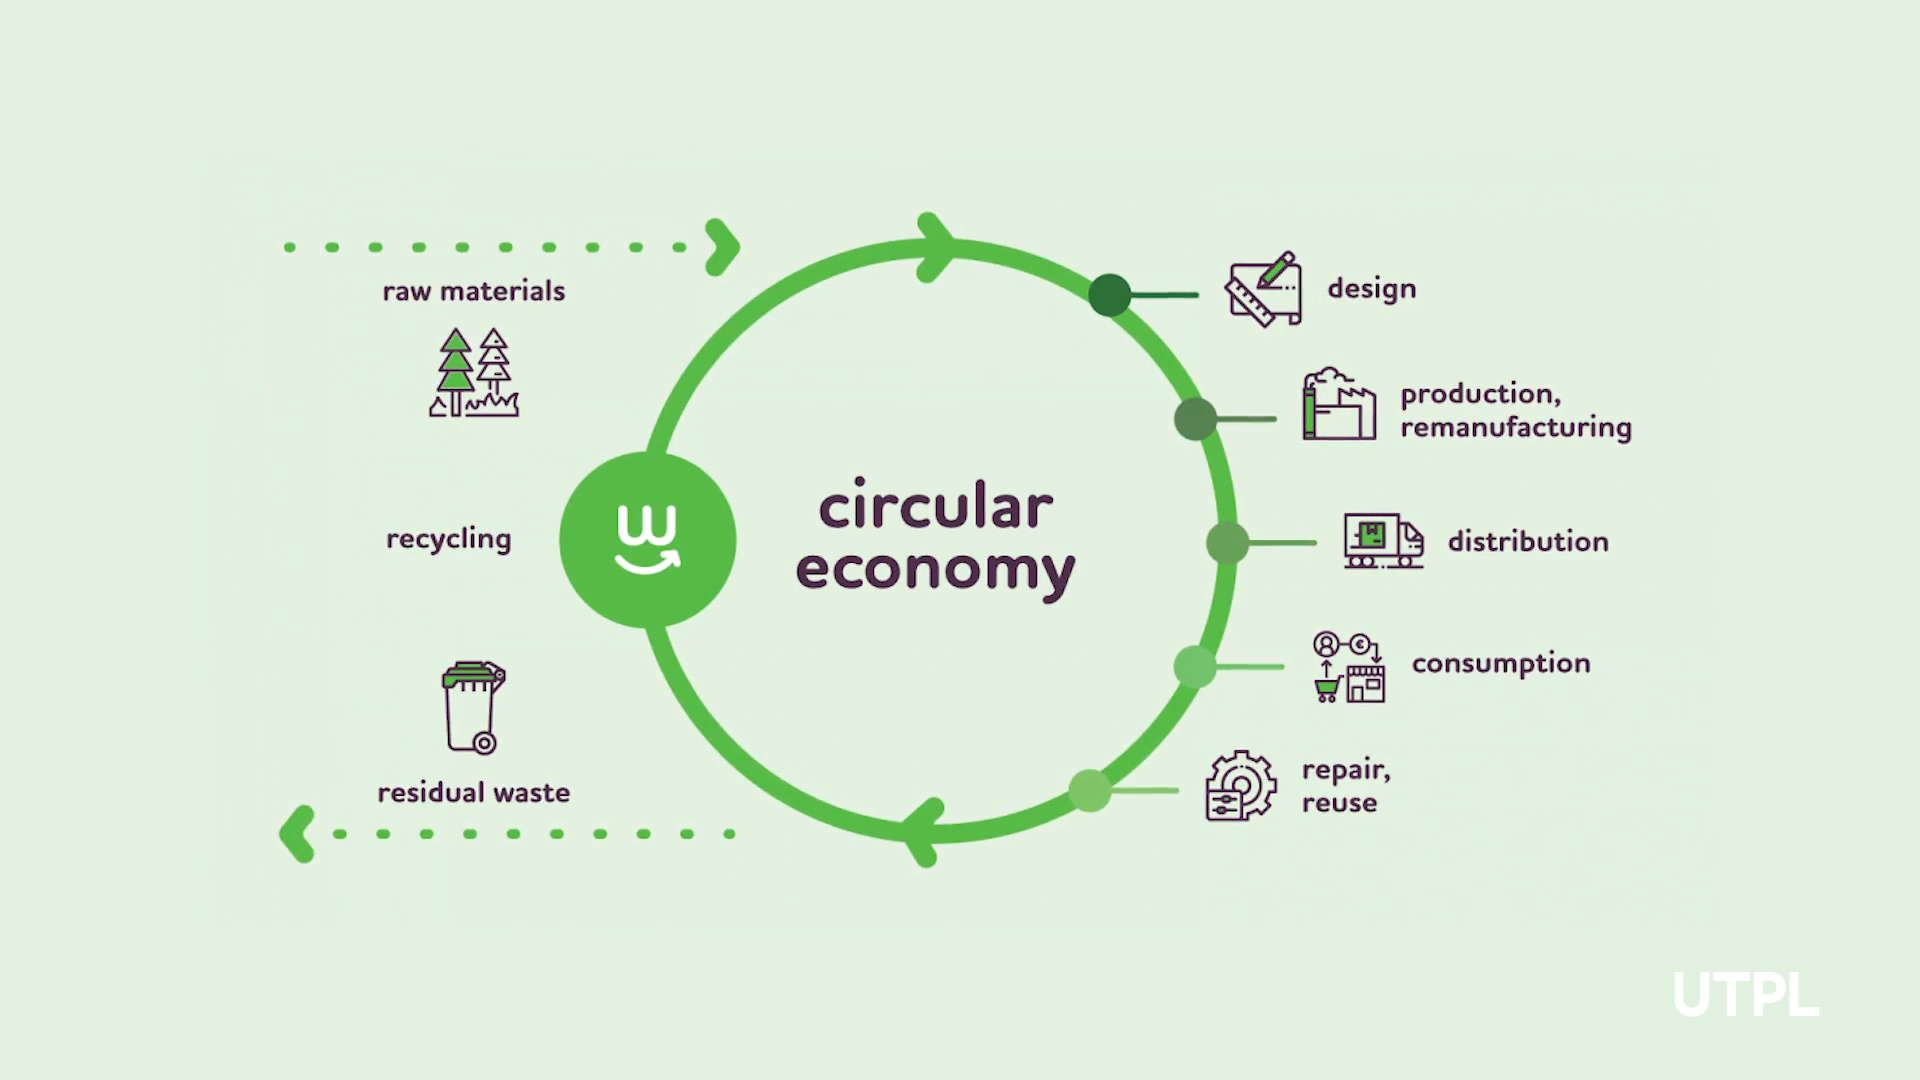 raw materials
recycling
residual waste
w
circular
economy
design
production,
remanufacturing
distribution
consumption
repair,
reuse
UTPL